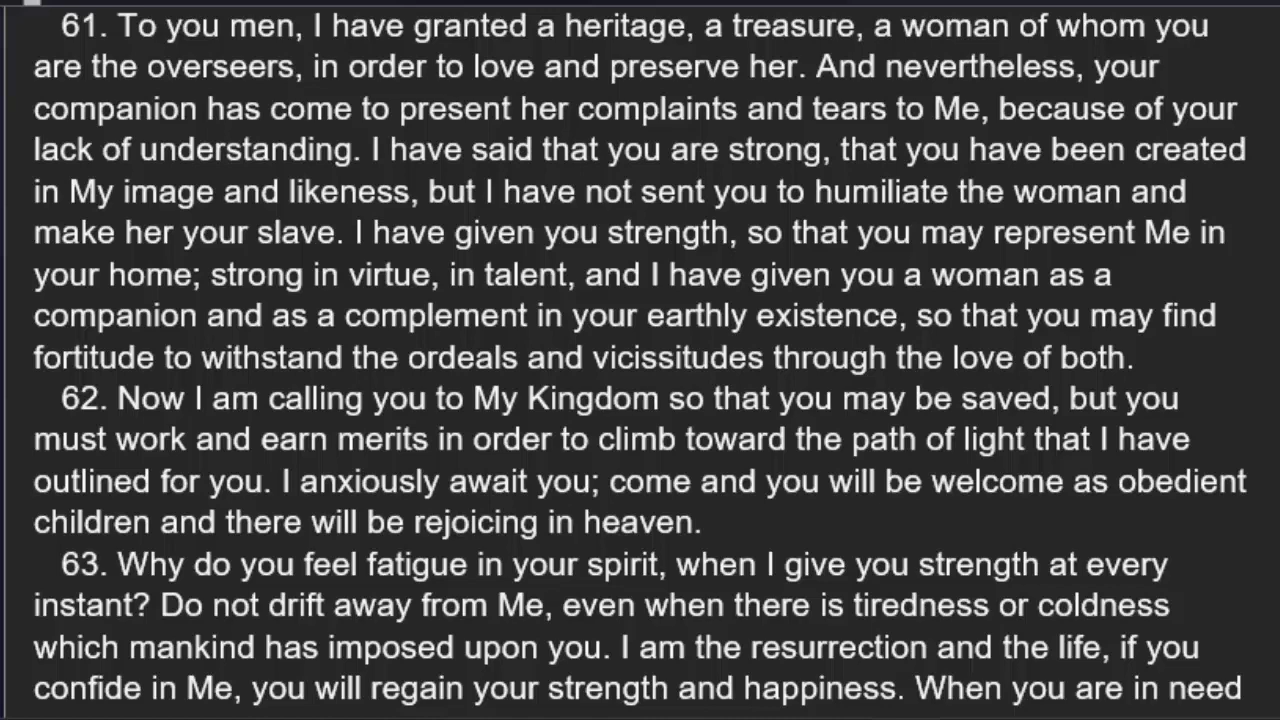 61. To you men, I have granted a heritage, a treasure, a woman of whom you
are the overseers, in order to love and preserve her. And nevertheless, your
companion has come to present her complaints and tears to Me, because of your
lack of understanding. I have said that you are strong, that you have been created
in My image and likeness, but I have not sent you to humiliate the woman and
make her your slave. I have given you strength, so that you may represent Me in
your home; strong in virtue, in talent, and I have given you a woman as a
companion and as a complement in your earthly existence, so that you may find
fortitude to withstand the ordeals and vicissitudes through the love of both.
62. Now I am calling you to My Kingdom so that you may be saved, but you
must work and earn merits in order to climb toward the path of light that I have
outlined for you. I anxiously await you; come and you will be welcome as obedient
children and there will be rejoicing in heaven.
63. Why do you feel fatigue in your spirit, when I give you strength at every
instant? Do not drift away from Me, even when there is tiredness or coldness
which mankind has imposed upon you. I am the resurrection and the life, if you
confide in Me, you will regain your strength and happiness. When you are in need